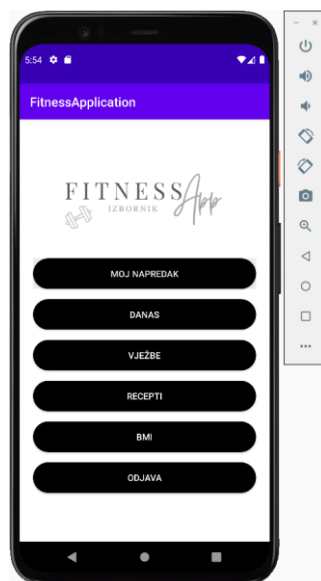 5:54
FitnessApplication
FITNESS App
IZBORNIK
MOJ NAPREDAK
DANAS
VJEŽBE
RECEPTI
BMI
ODJAVA